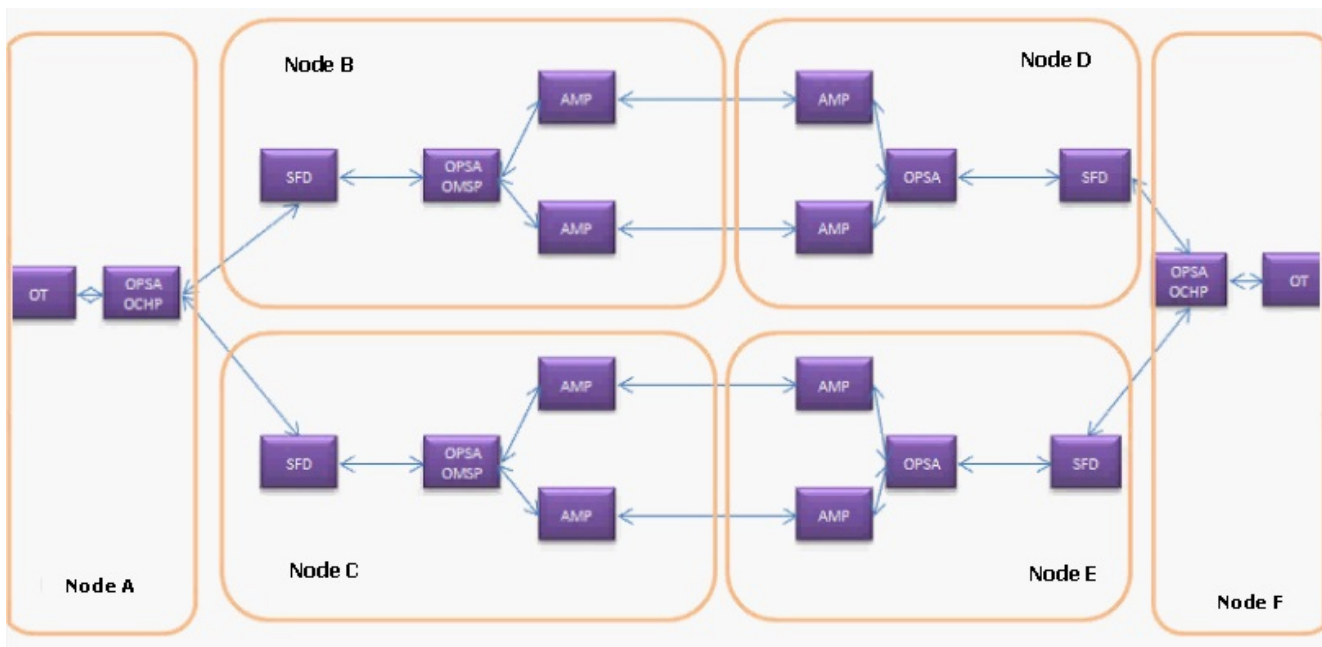 Node B
Node D
AMP
AMP
SFD
OPSA
OMSP
OPSA
SFD
AMP
AMP
OT
OPSA
OCHP
OPSA
OCHP
OT
AMP
AMP
SFD
OPSA
OMSP
OPSA
SFD
AMP
AMP
Node C
Node E
Node A
Node F